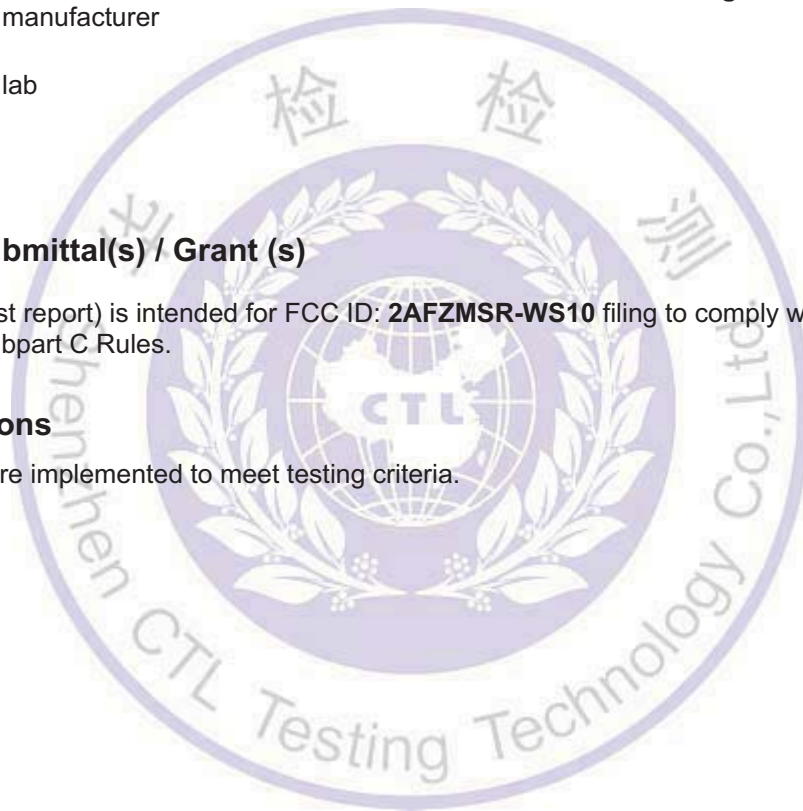 manufacturer
lab
bmittal(s) / Grant (s)
st report) is intended for FCC ID: 2AFZMSR-WS10 filing to comply w
bpart C Rules.
ons
re implemented to meet testing criteria.
检 检 测
CTL
Shenzhen CTL Testing Technology Co., Ltd.